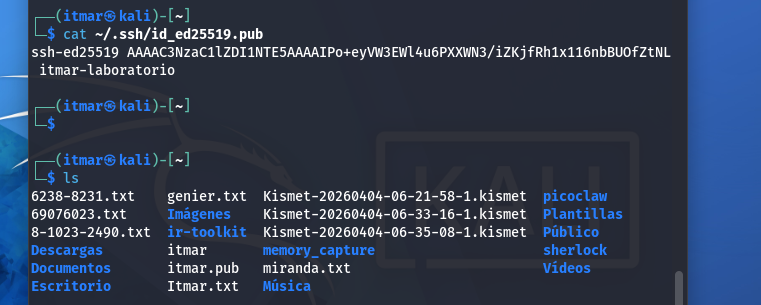 ┌──(itmar㉿kali)-[~]
└─$ cat ~/.ssh/id_ed25519.pub
ssh-ed25519 AAAAC3NzaC1lZDI1NTE5AAAAIPo+eyVW3EWl4u6PXXWN3/iZKjfRh1x116nbBUOfZtNL
 itmar-laboratorio
┌──(itmar㉿kali)-[~]
└─$
┌──(itmar㉿kali)-[~]
└─$ ls
6238-8231.txt    genier.txt  Kismet-20260404-06-21-58-1.kismet  picoclaw
69076023.txt     Imágenes    Kismet-20260404-06-33-16-1.kismet  Plantillas
8-1023-2490.txt  ir-toolkit  Kismet-20260404-06-35-08-1.kismet  Público
Descargas        itmar       memory_capture                     sherlock
Documentos       itmar.pub   miranda.txt                        Vídeos
Escritorio       Itmar.txt   Música
KALI